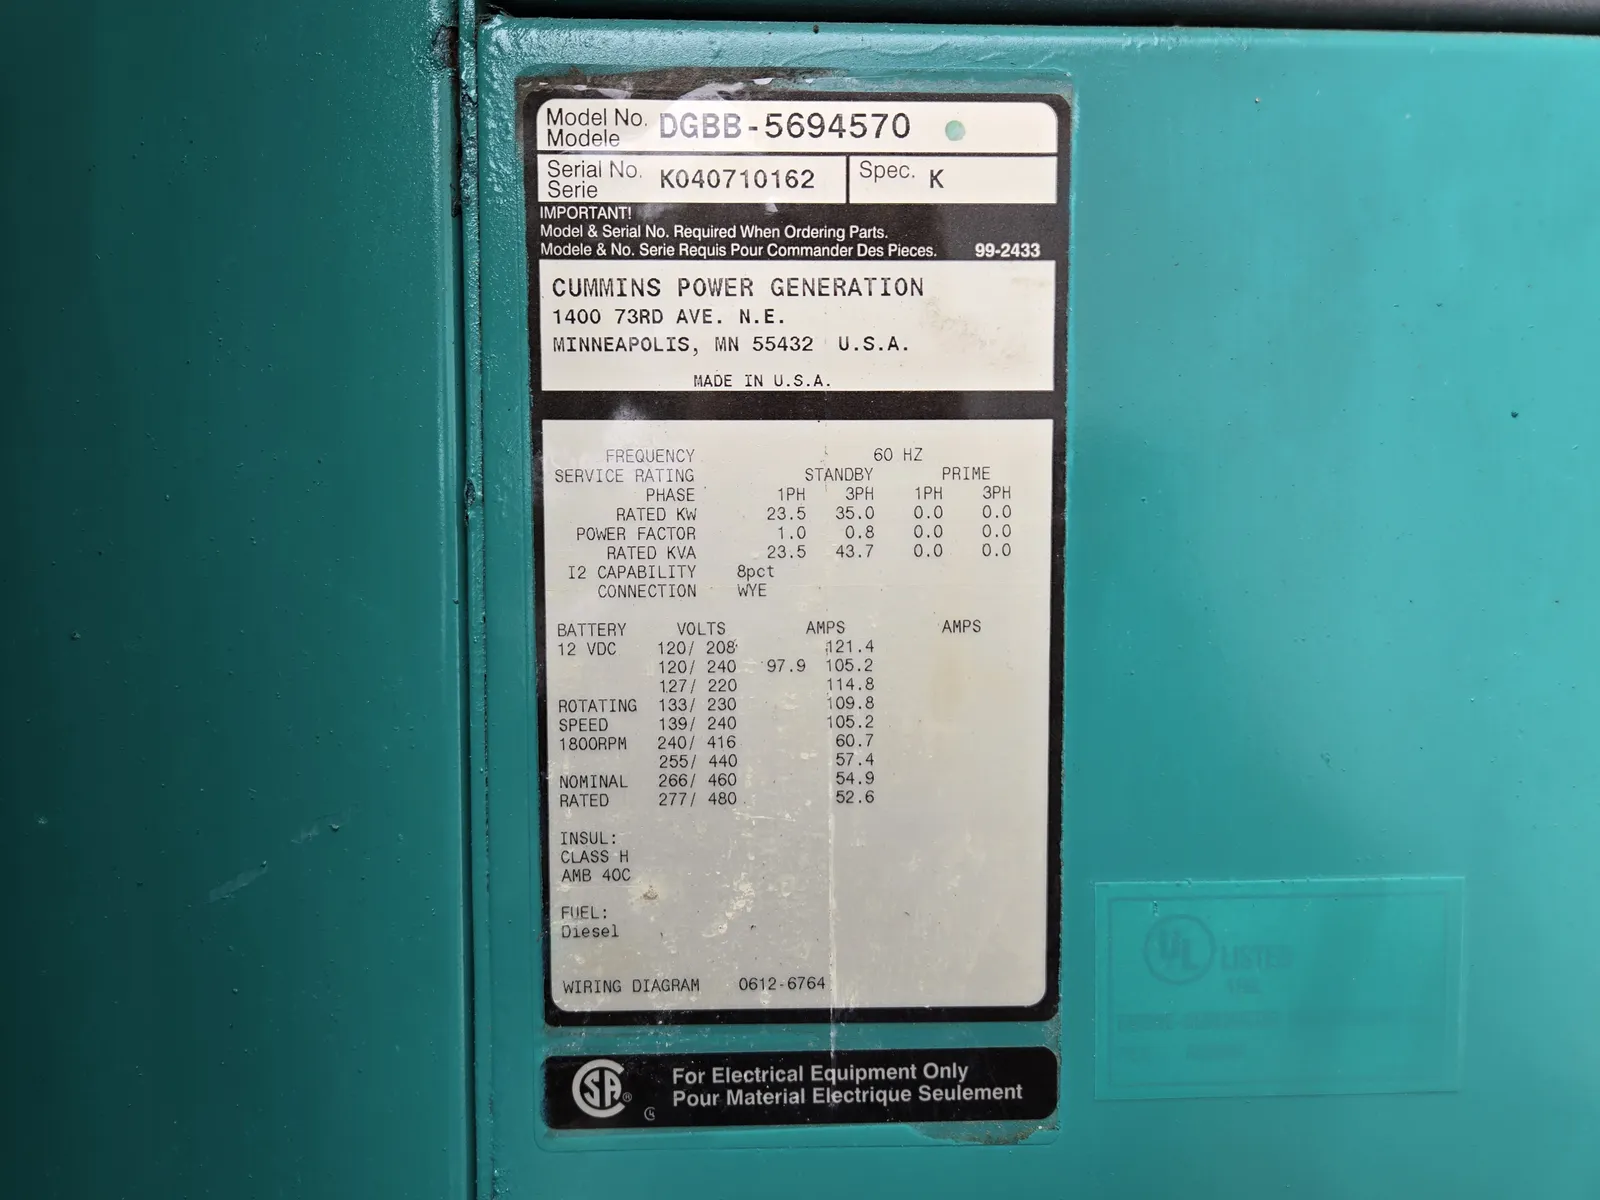 Model No. DGBB-5694570
Modele
Serial No. K040710162 Spec. K
Serie
IMPORTANT!
Model & Serial No. Required When Ordering Parts.
Modele & No. Serie Requis Pour Commander Des Pieces. 99-2433
CUMMINS POWER GENERATION
1400 73RD AVE. N.E.
MINNEAPOLIS, MN 55432 U.S.A.
MADE IN U.S.A.
FREQUENCY 60 HZ
SERVICE RATING STANDBY PRIME
PHASE 1PH 3PH 1PH 3PH
RATED KW 23.5 35.0 0.0 0.0
POWER FACTOR 1.0 0.8 0.0 0.0
RATED KVA 23.5 43.7 0.0 0.0
I2 CAPABILITY 8pct
CONNECTION WYE
BATTERY VOLTS AMPS AMPS
12 VDC 120/ 208 121.4
120/ 240 97.9 105.2
127/ 220 114.8
ROTATING 133/ 230 109.8
SPEED 139/ 240 105.2
1800RPM 240/ 416 60.7
255/ 440 57.4
NOMINAL 266/ 460 54.9
RATED 277/ 480 52.6
INSUL:
CLASS H
AMB 40C
FUEL:
Diesel
WIRING DIAGRAM 0612-6764
SA ® For Electrical Equipment Only
Pour Material Electrique Seulement
UL LISTED